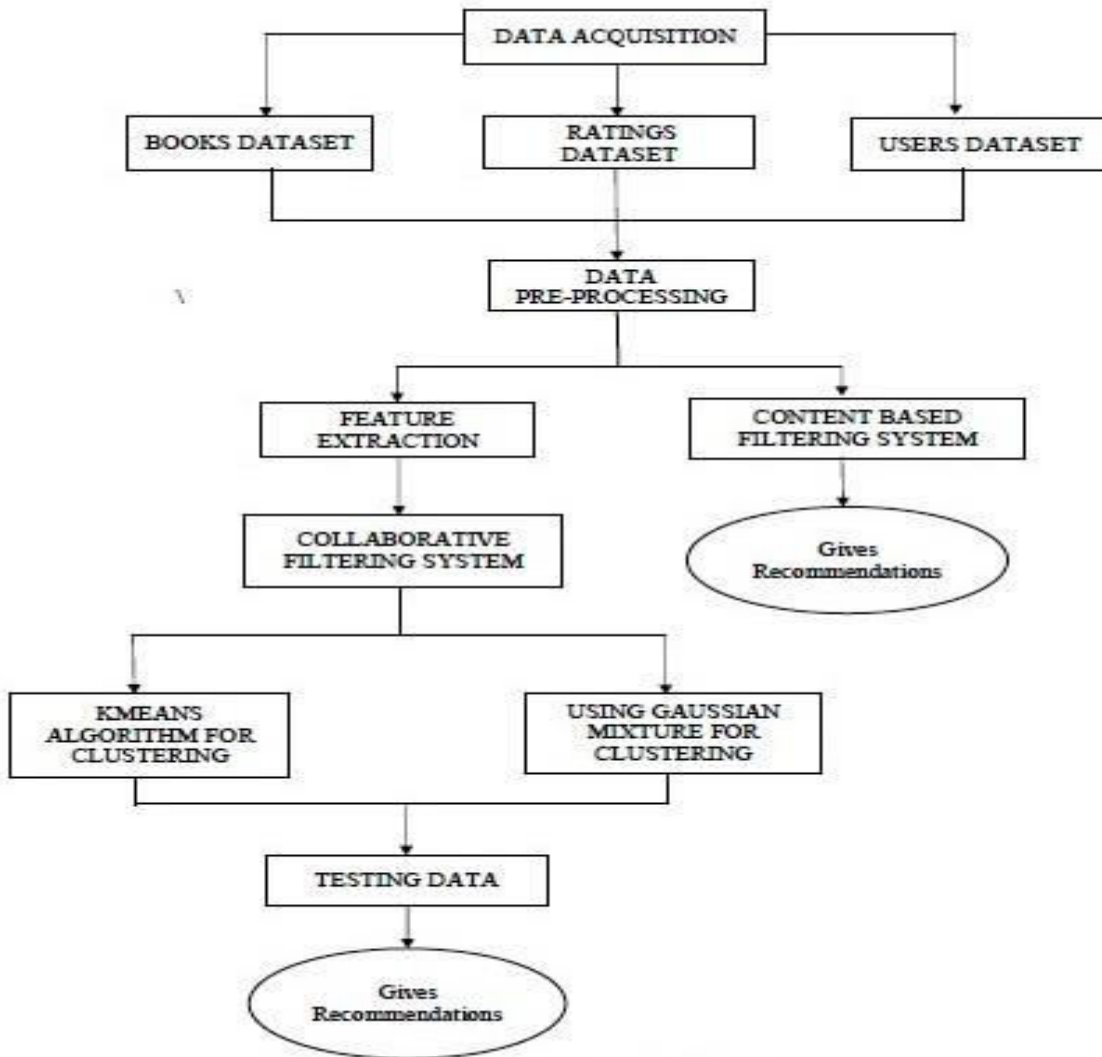 DATA ACQUISITION
BOOKS DATASET
RATINGS
DATASET
USERS DATASET
DATA
PRE-PROCESSING
FEATURE
EXTRACTION
CONTENT BASED
FILTERING SYSTEM
COLLABORATIVE
FILTERING SYSTEM
Gives
Recommendations
KMEANS
ALGORITHM FOR
CLUSTERING
USING GAUSSIAN
MIXTURE FOR
CLUSTERING
TESTING DATA
Gives
Recommendations